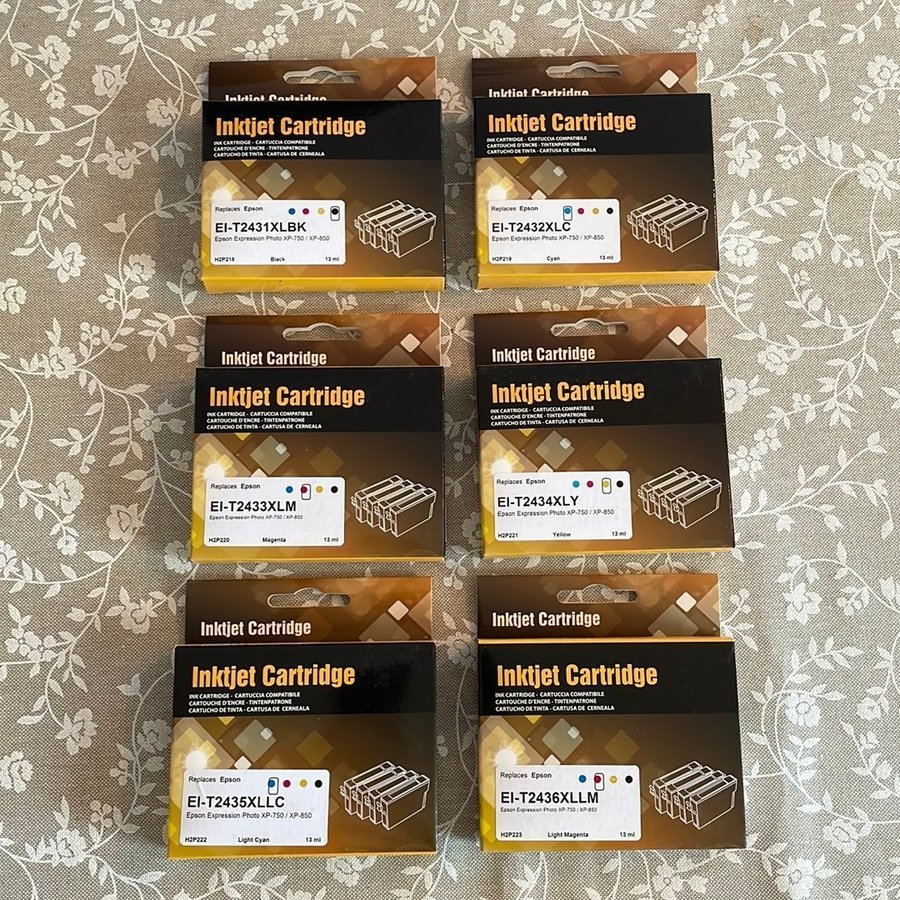 Inktjet Cartridge
Inktjet Cartridge
INK CARTRIDGE - CARTUCCIA COMPATIBILE
CARTOUCHE D'ENCRE - TINTENPATRONE
CARTUCHO DE TINTA - CARTUSA DE CERNEALA
Replaces Epson
EI-T2431XLBK
Epson Expression Photo XP-750 / XP-850
H2P218 Black 13 ml
Inktjet Cartridge
Inktjet Cartridge
INK CARTRIDGE - CARTUCCIA COMPATIBILE
CARTOUCHE D'ENCRE - TINTENPATRONE
CARTUCHO DE TINTA - CARTUSA DE CERNEALA
Replaces Epson
EI-T2432XLC
Epson Expression Photo XP-750 / XP-850
H2P219 Cyan 13 ml
Inktjet Cartridge
Inktjet Cartridge
INK CARTRIDGE - CARTUCCIA COMPATIBILE
CARTOUCHE D'ENCRE - TINTENPATRONE
CARTUCHO DE TINTA - CARTUSA DE CERNEALA
Replaces Epson
EI-T2433XLM
Epson Expression Photo XP-750 / XP-850
H2P220 Magenta 13 ml
Inktjet Cartridge
Inktjet Cartridge
INK CARTRIDGE - CARTUCCIA COMPATIBILE
CARTOUCHE D'ENCRE - TINTENPATRONE
CARTUCHO DE TINTA - CARTUSA DE CERNEALA
Replaces Epson
EI-T2434XLY
Epson Expression Photo XP-750 / XP-850
H2P221 Yellow 13 ml
Inktjet Cartridge
Inktjet Cartridge
INK CARTRIDGE - CARTUCCIA COMPATIBILE
CARTOUCHE D'ENCRE - TINTENPATRONE
CARTUCHO DE TINTA - CARTUSA DE CERNEALA
Replaces Epson
EI-T2435XLLC
Epson Expression Photo XP-750 / XP-850
H2P222 Light Cyan 13 ml
Inktjet Cartridge
Inktjet Cartridge
INK CARTRIDGE - CARTUCCIA COMPATIBILE
CARTOUCHE D'ENCRE - TINTENPATRONE
CARTUCHO DE TINTA - CARTUSA DE CERNEALA
Replaces Epson
EI-T2436XLLM
Epson Expression Photo XP-750 / XP-850
H2P223 Light Magenta 13 ml